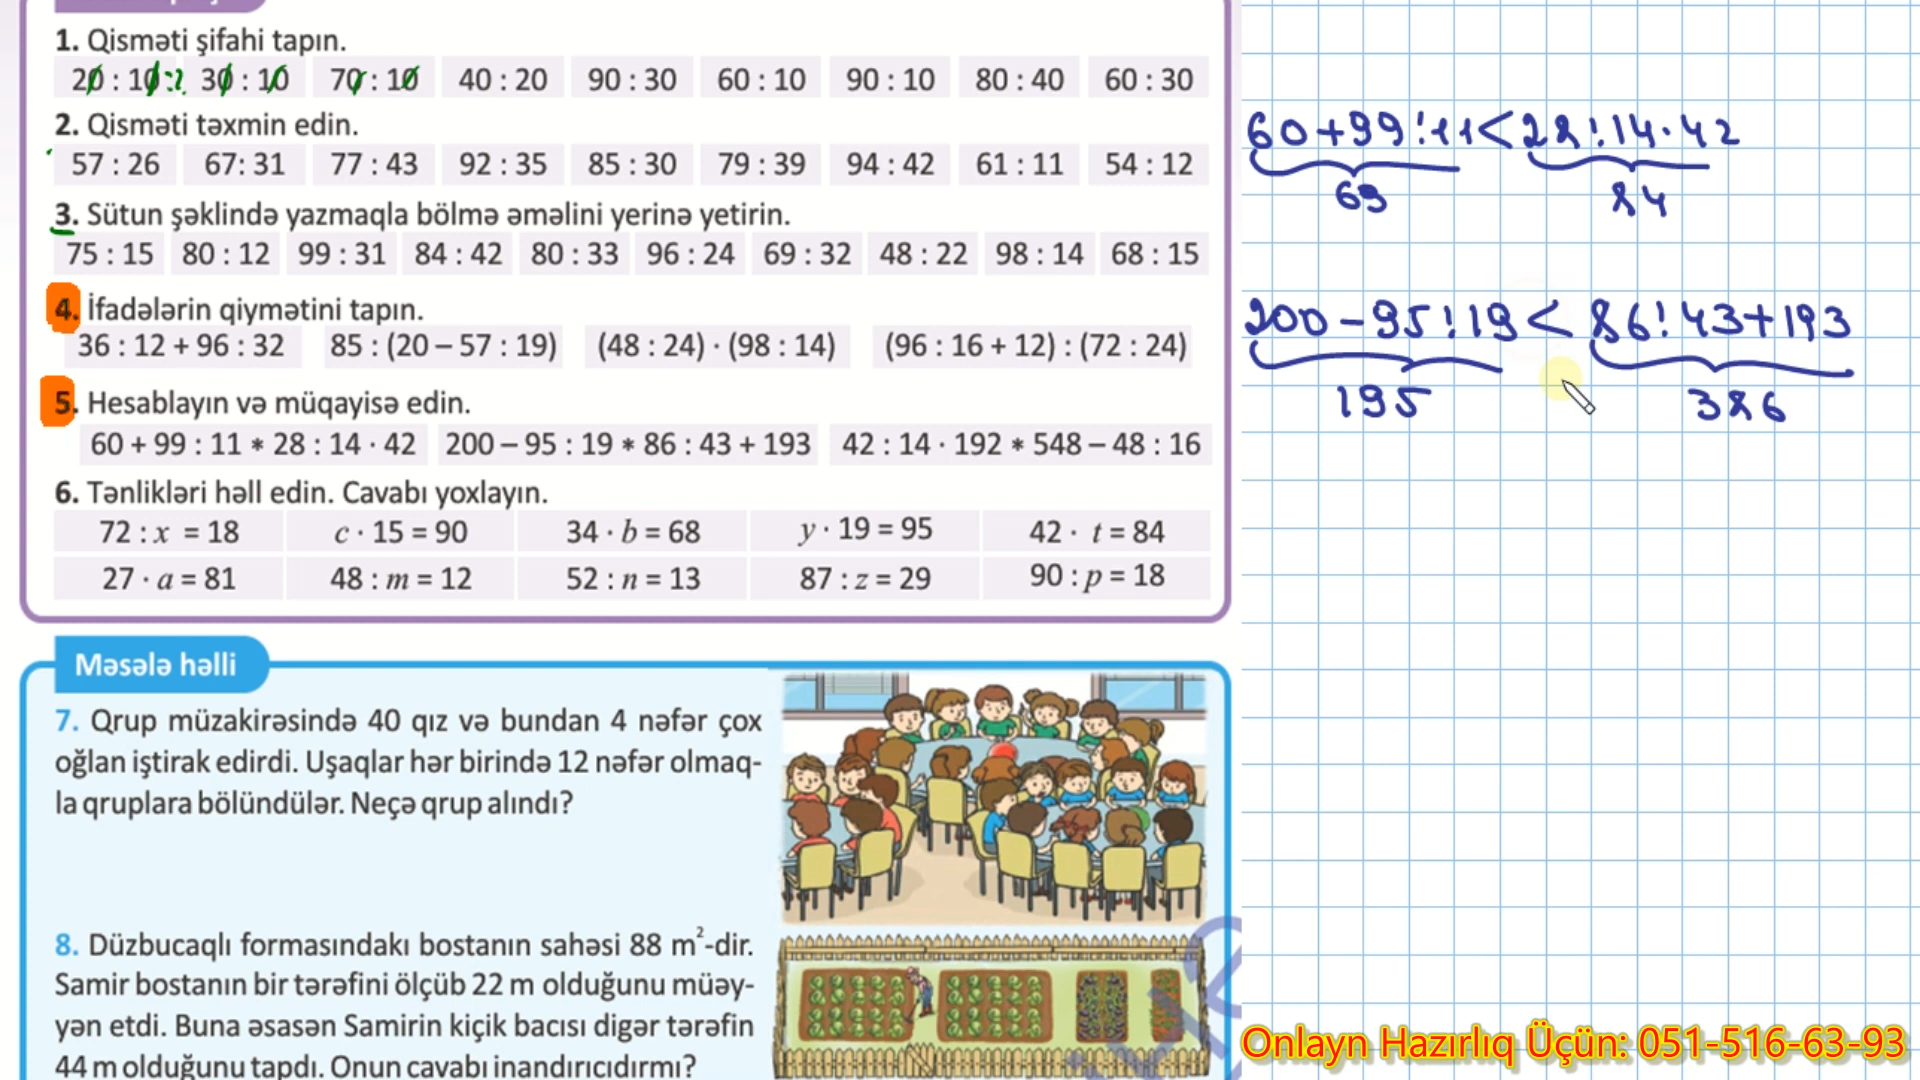 1. Qisməti şifahi tapın.
20 : 10 = 2 30 : 10 70 : 10 40 : 20 90 : 30 60 : 10 90 : 10 80 : 40 60 : 30
2. Qisməti təxmin edin.
57 : 26 67: 31 77 : 43 92 : 35 85 : 30 79 : 39 94 : 42 61 : 11 54 : 12
3. Sütun şəklində yazmaqla bölmə əməlini yerinə yetirin.
75 : 15 80 : 12 99 : 31 84 : 42 80 : 33 96 : 24 69 : 32 48 : 22 98 : 14 68 : 15
4. İfadələrin qiymətini tapın.
36 : 12 + 96 : 32 85 : (20 – 57 : 19) (48 : 24) · (98 : 14) (96 : 16 + 12) : (72 : 24)
5. Hesablayın və müqayisə edin.
60 + 99 : 11 * 28 : 14 · 42 200 – 95 : 19 * 86 : 43 + 193 42 : 14 · 192 * 548 – 48 : 16
6. Tənlikləri həll edin. Cavabı yoxlayın.
72 : x = 18 c · 15 = 90 34 · b = 68 y · 19 = 95 42 · t = 84
27 · a = 81 48 : m = 12 52 : n = 13 87 : z = 29 90 : p = 18
Məsələ həlli
7. Qrup müzakirəsində 40 qız və bundan 4 nəfər çox
oğlan iştirak edirdi. Uşaqlar hər birində 12 nəfər olmaq-
la qruplara bölündülər. Neçə qrup alındı?
8. Düzbucaqlı formasındakı bostanın sahəsi 88 m²-dir.
Samir bostanın bir tərəfini ölçüb 22 m olduğunu müəy-
yən etdi. Buna əsasən Samirin kiçik bacısı digər tərəfin
44 m olduğunu tapdı. Onun cavabı inandırıcıdırmı?
60+99:11<28:14·42
69 84
200-95:19<86:43+193
195 386
Onlayn Hazırlıq Üçün: 051-516-63-93